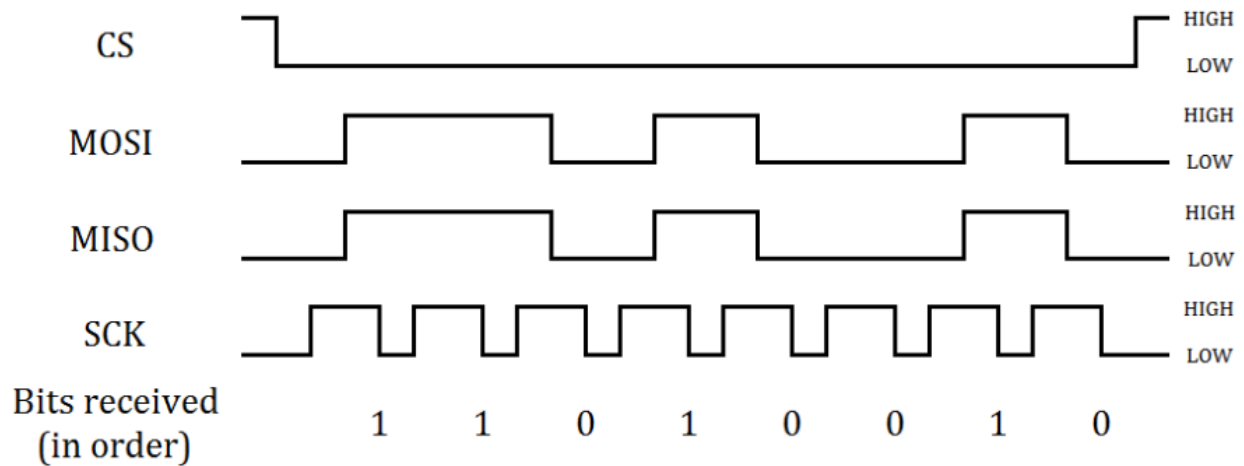 CS
HIGH
LOW
MOSI
HIGH
LOW
MISO
HIGH
LOW
SCK
HIGH
LOW
Bits received
(in order)
1 1 0 1 0 0 1 0